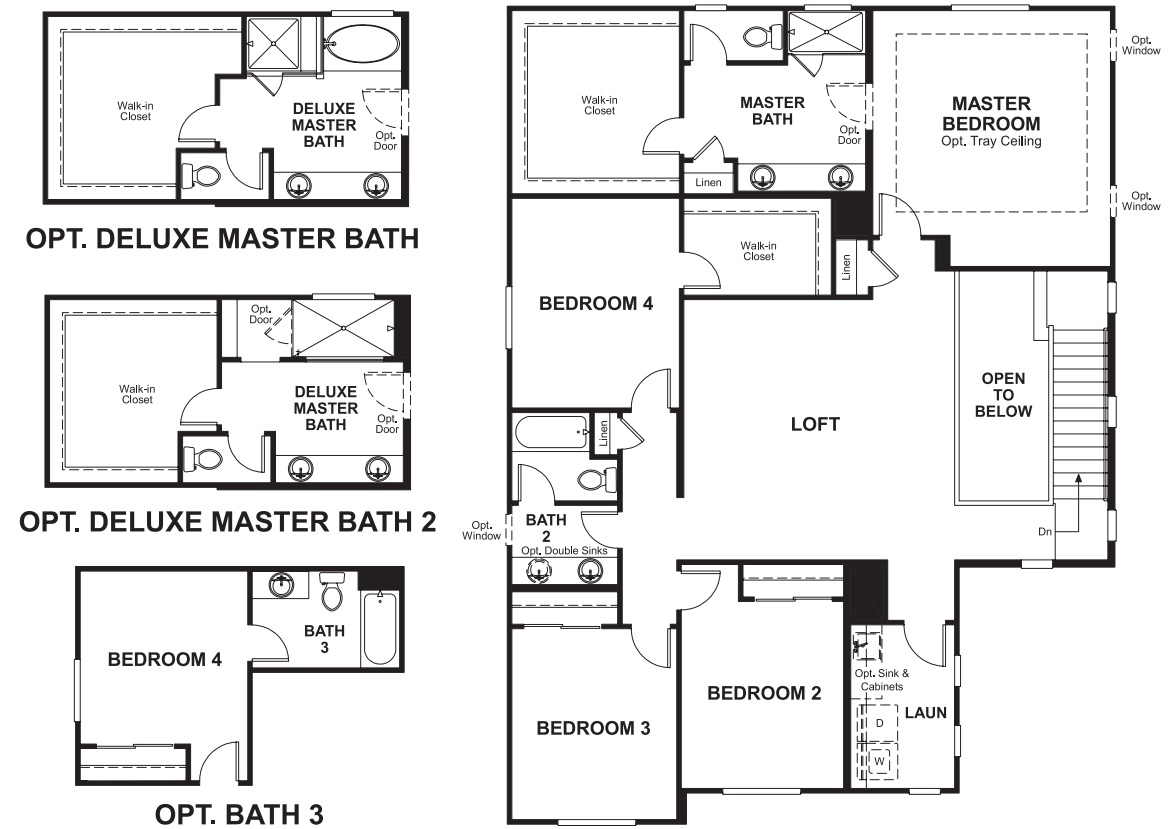 Walk-in
Closet
DELUXE
MASTER
BATH
Opt.
Door
OPT. DELUXE MASTER BATH
Opt.
Door
Walk-in
Closet
DELUXE
MASTER
BATH
Opt.
Door
OPT. DELUXE MASTER BATH 2
BEDROOM 4
BATH
3
OPT. BATH 3
Walk-in
Closet
MASTER
BATH
Opt.
Door
Linen
MASTER
BEDROOM
Opt. Tray Ceiling
Opt.
Window
Opt.
Window
Walk-in
Closet
Linen
BEDROOM 4
OPEN
TO
BELOW
LOFT
Linen
Opt.
Window
BATH
2
Opt. Double Sinks
Dn
Opt. Sink &
Cabinets
LAUN
D
W
BEDROOM 2
BEDROOM 3